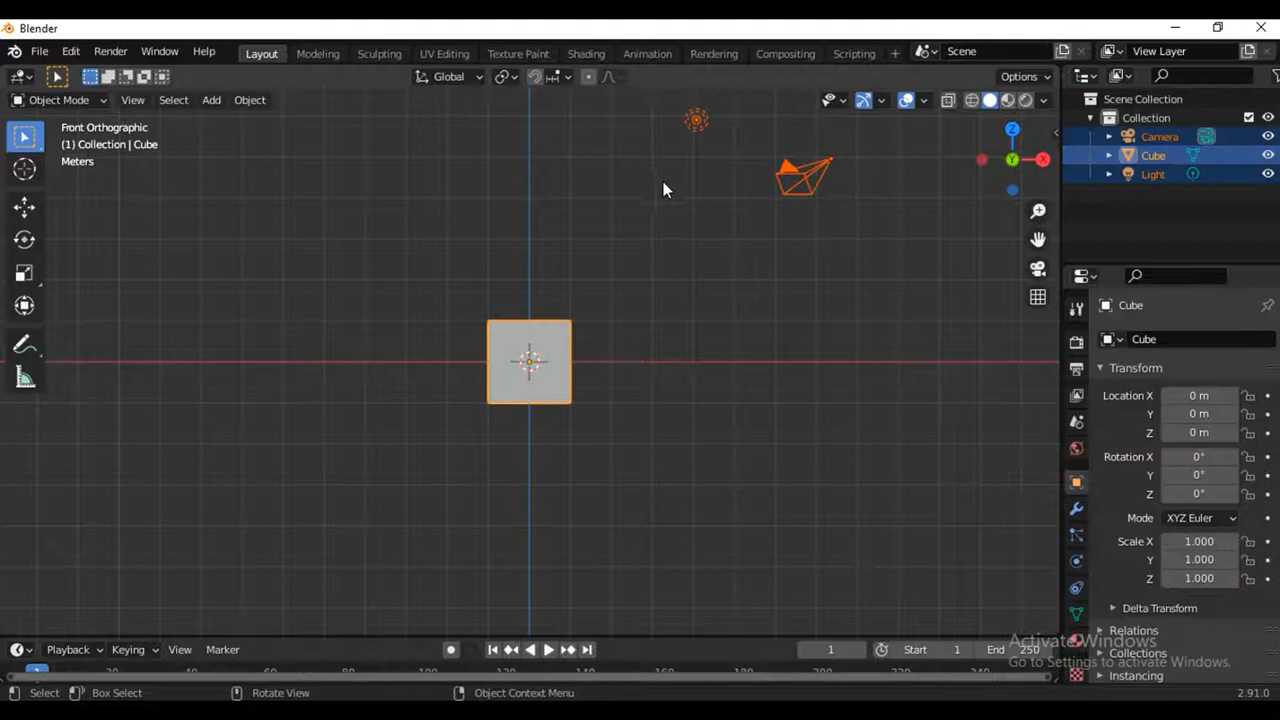 Blender
File Edit Render Window Help Layout Modeling Sculpting UV Editing Texture Paint Shading Animation Rendering Compositing Scripting + Scene View Layer
Global Options
Object Mode View Select Add Object
Scene Collection
Collection
Camera
Cube
Light
Front Orthographic
(1) Collection | Cube
Meters
Z
Y
X
Cube
Cube
Transform
Location X 0 m
Y 0 m
Z 0 m
Rotation X 0°
Y 0°
Z 0°
Mode XYZ Euler
Scale X 1.000
Y 1.000
Z 1.000
Delta Transform
Relations
Collections
Instancing
Activate Windows
Go to Settings to activate Windows.
Playback Keying View Marker 1 Start 1 End 250
1
Select Box Select Rotate View Object Context Menu 2.91.0